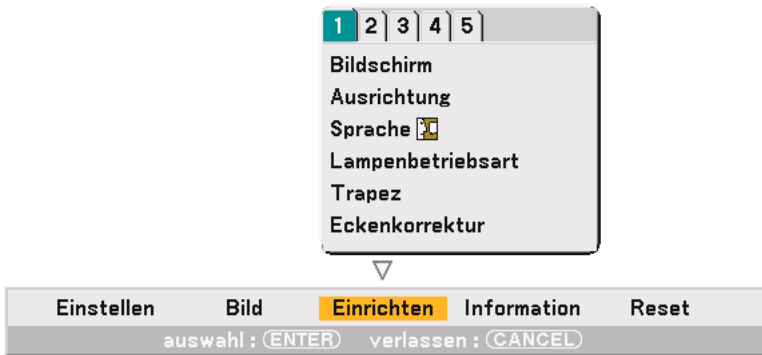 1 2 3 4 5
Bildschirm
Ausrichtung
Sprache
Lampenbetriebsart
Trapez
Eckenkorrektur
Einstellen Bild Einrichten Information Reset
auswahl : ENTER verlassen : CANCEL